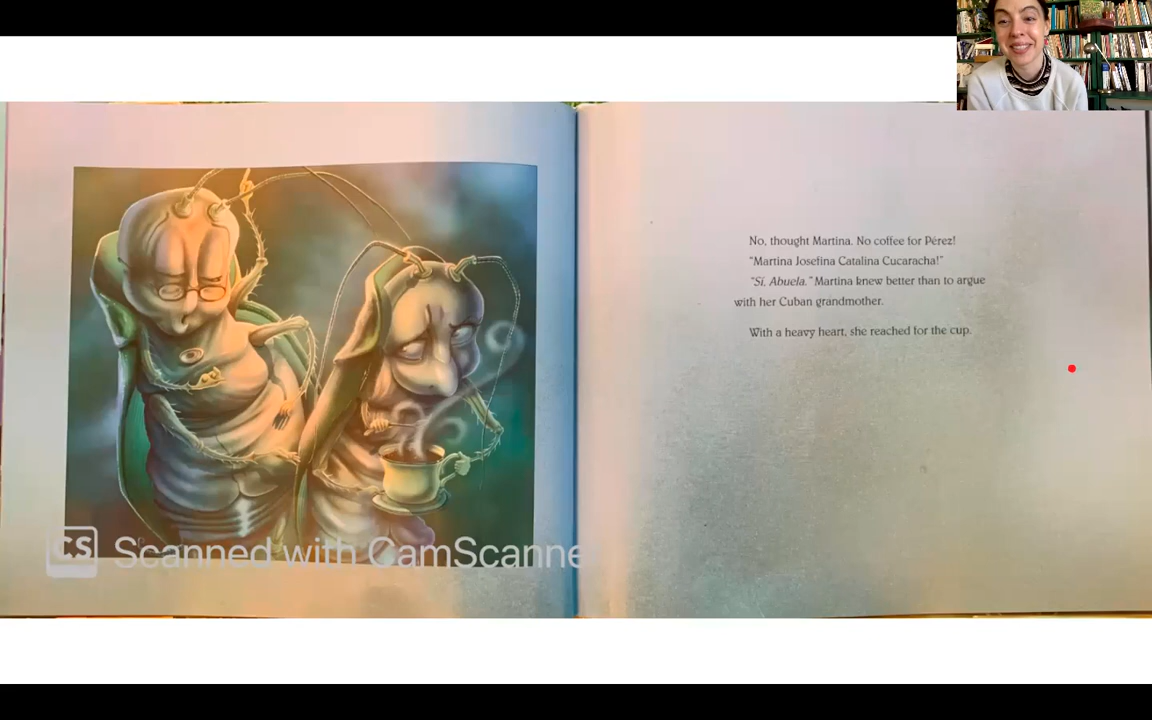 No, thought Martina. No coffee for Pérez!
"Martina Josefina Catalina Cucaracha!"
"Sí, Abuela." Martina knew better than to argue
with her Cuban grandmother.
With a heavy heart, she reached for the cup.
CS Scanned with CamScanne